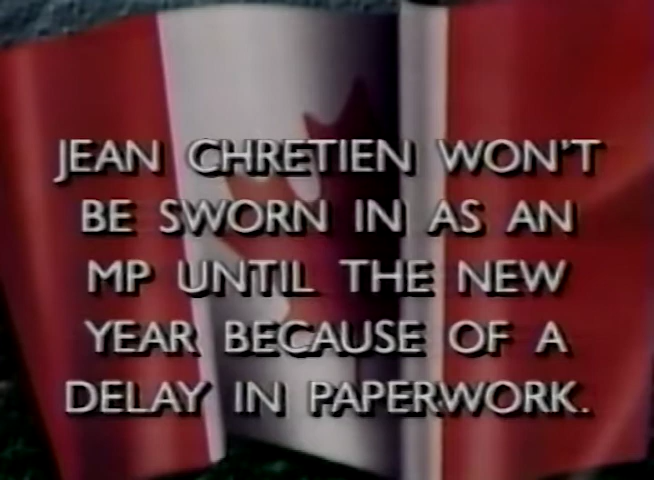 JEAN CHRETIEN WON'T
BE SWORN IN AS AN
MP UNTIL THE NEW
YEAR BECAUSE OF A
DELAY IN PAPERWORK.